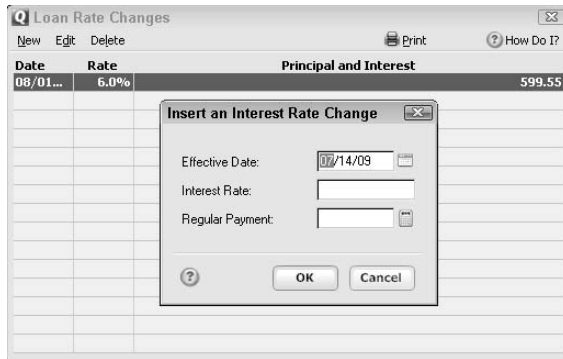 Q Loan Rate Changes
New Edit Delete Print ? How Do I?
Date Rate Principal and Interest
08/01... 6.0% 599.55
Insert an Interest Rate Change
Effective Date: 07/14/09
Interest Rate:
Regular Payment:
? OK Cancel